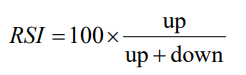 RSI = 100 × up / up + down